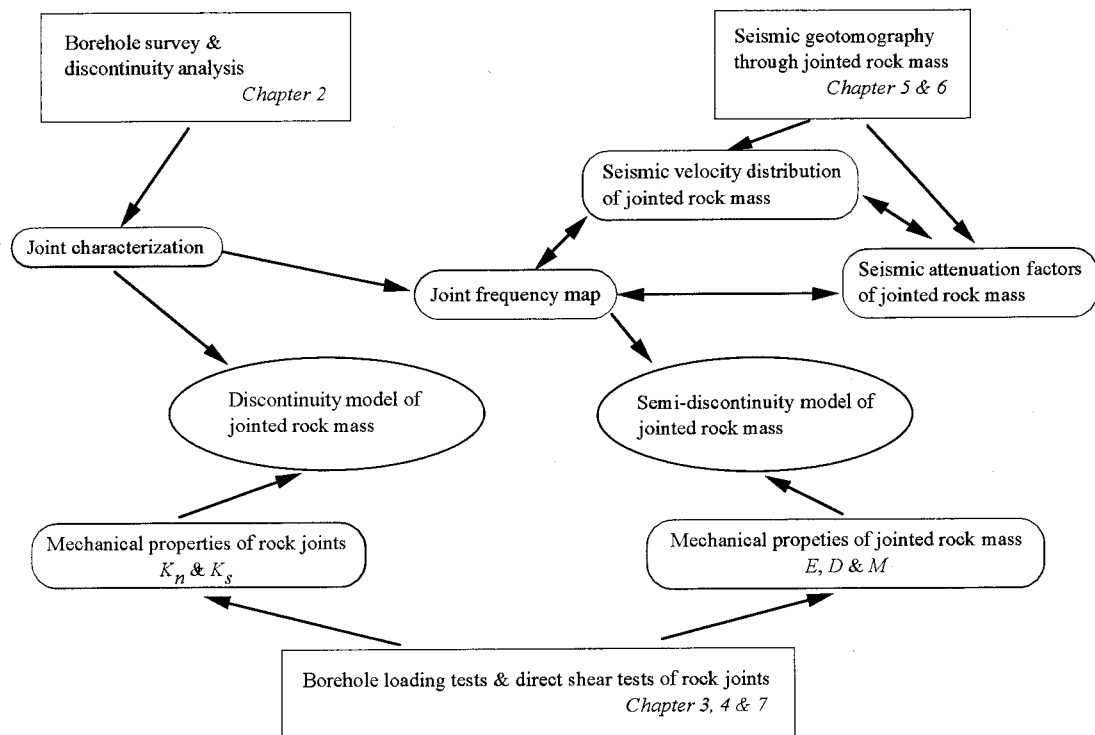 Borehole survey &
discontinuity analysis
Chapter 2
Seismic geotomography
through jointed rock mass
Chapter 5 & 6
Seismic velocity distribution
of jointed rock mass
Joint characterization
Joint frequency map
Seismic attenuation factors
of jointed rock mass
Discontinuity model of
jointed rock mass
Semi-discontinuity model of
jointed rock mass
Mechanical properties of rock joints
Kn & Ks
Mechanical propeties of jointed rock mass
E, D & M
Borehole loading tests & direct shear tests of rock joints
Chapter 3, 4 & 7